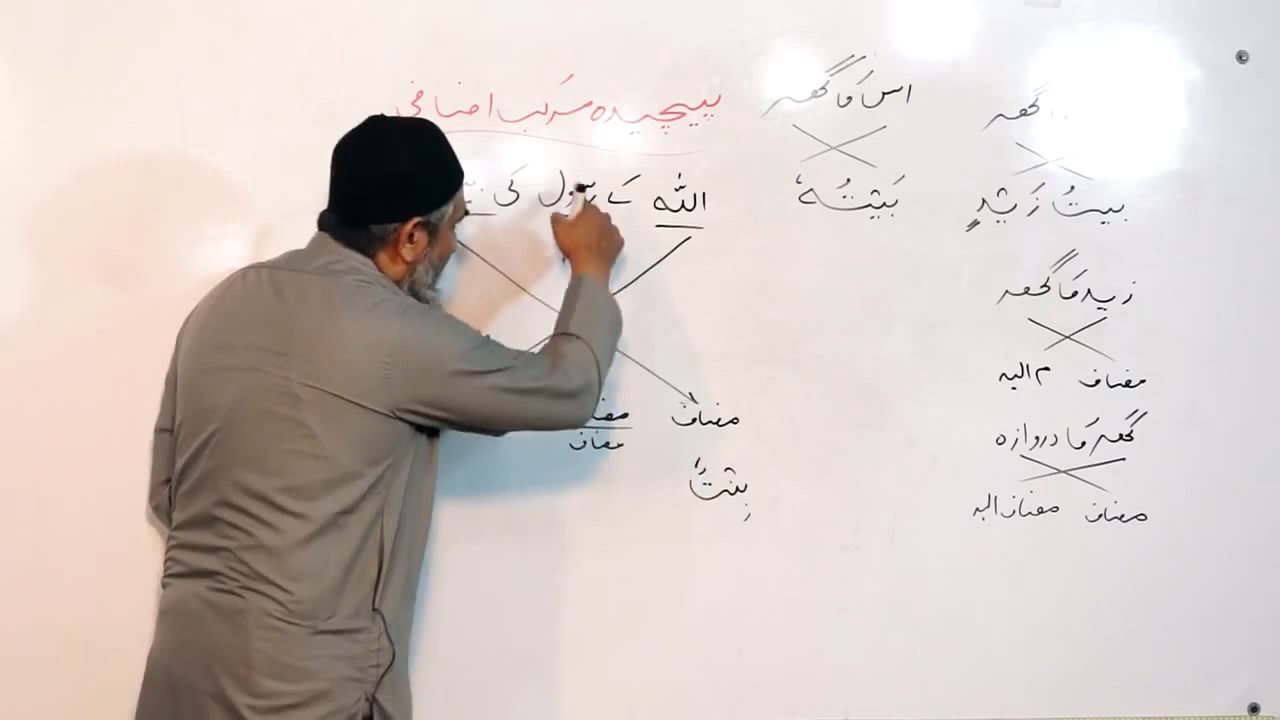 پیچیدہ مرکب اضافی
اللہ کے رسول کی
مضاف
مضاف
بِنْتُ
اس کا گھر
بَيْتُهُ
گھر
بيتُ زَيْدٍ
زید کا گھر
مضاف م الیہ
گھر کا دروازہ
مضاف مضاف الیہ